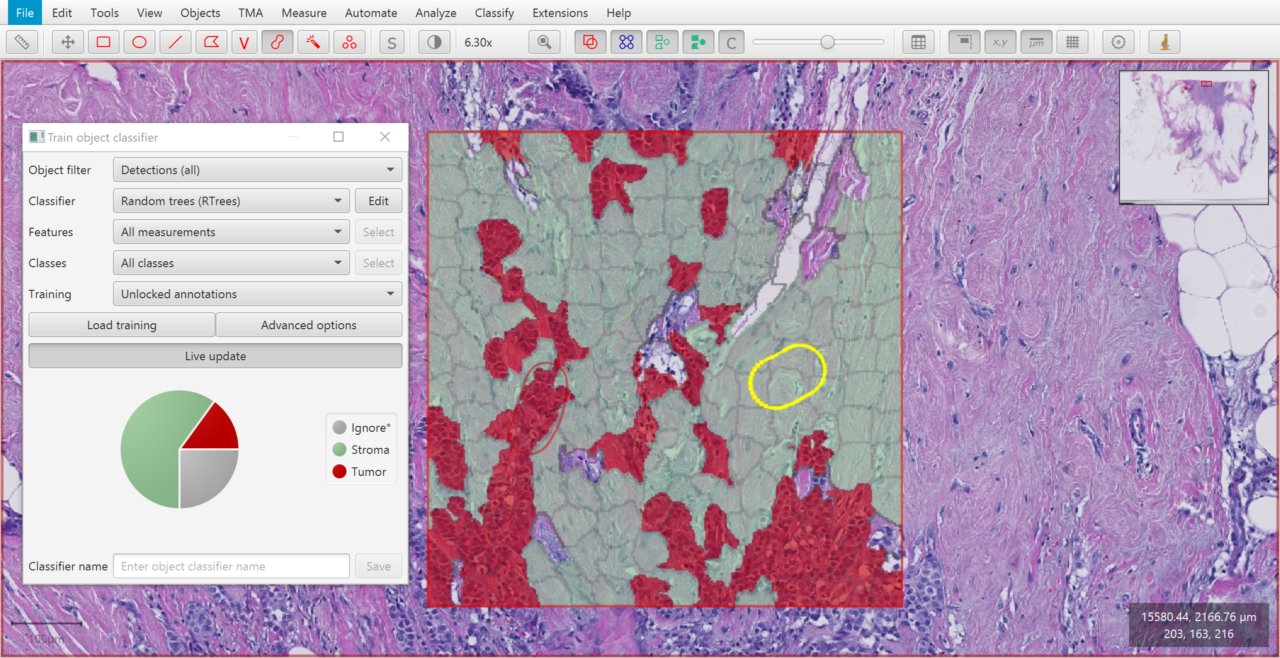 File Edit Tools View Objects TMA Measure Automate Analyze Classify Extensions Help
V S 6.30x C x,y μm
Train object classifier
Object filter Detections (all)
Classifier Random trees (RTrees) Edit
Features All measurements Select
Classes All classes Select
Training Unlocked annotations
Load training Advanced options
Live update
Ignore*
Stroma
Tumor
Classifier name Enter object classifier name Save
100μm
15580.44, 2166.76 μm
203, 163, 216